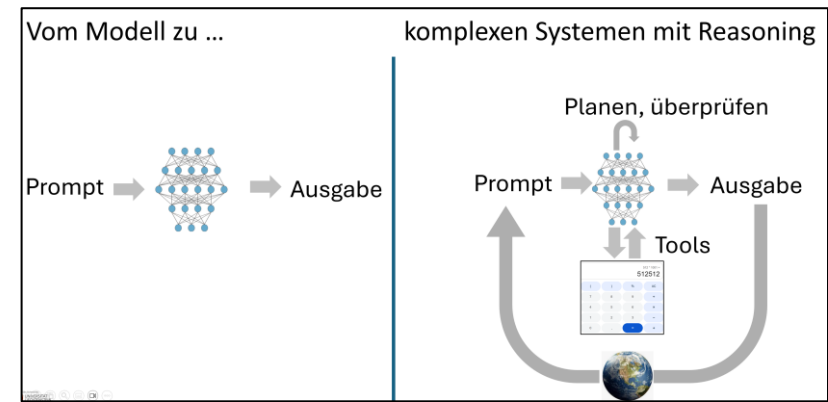 Vom Modell zu ...
komplexen Systemen mit Reasoning
Prompt
Ausgabe
Planen, überprüfen
Prompt
Ausgabe
Tools
512512